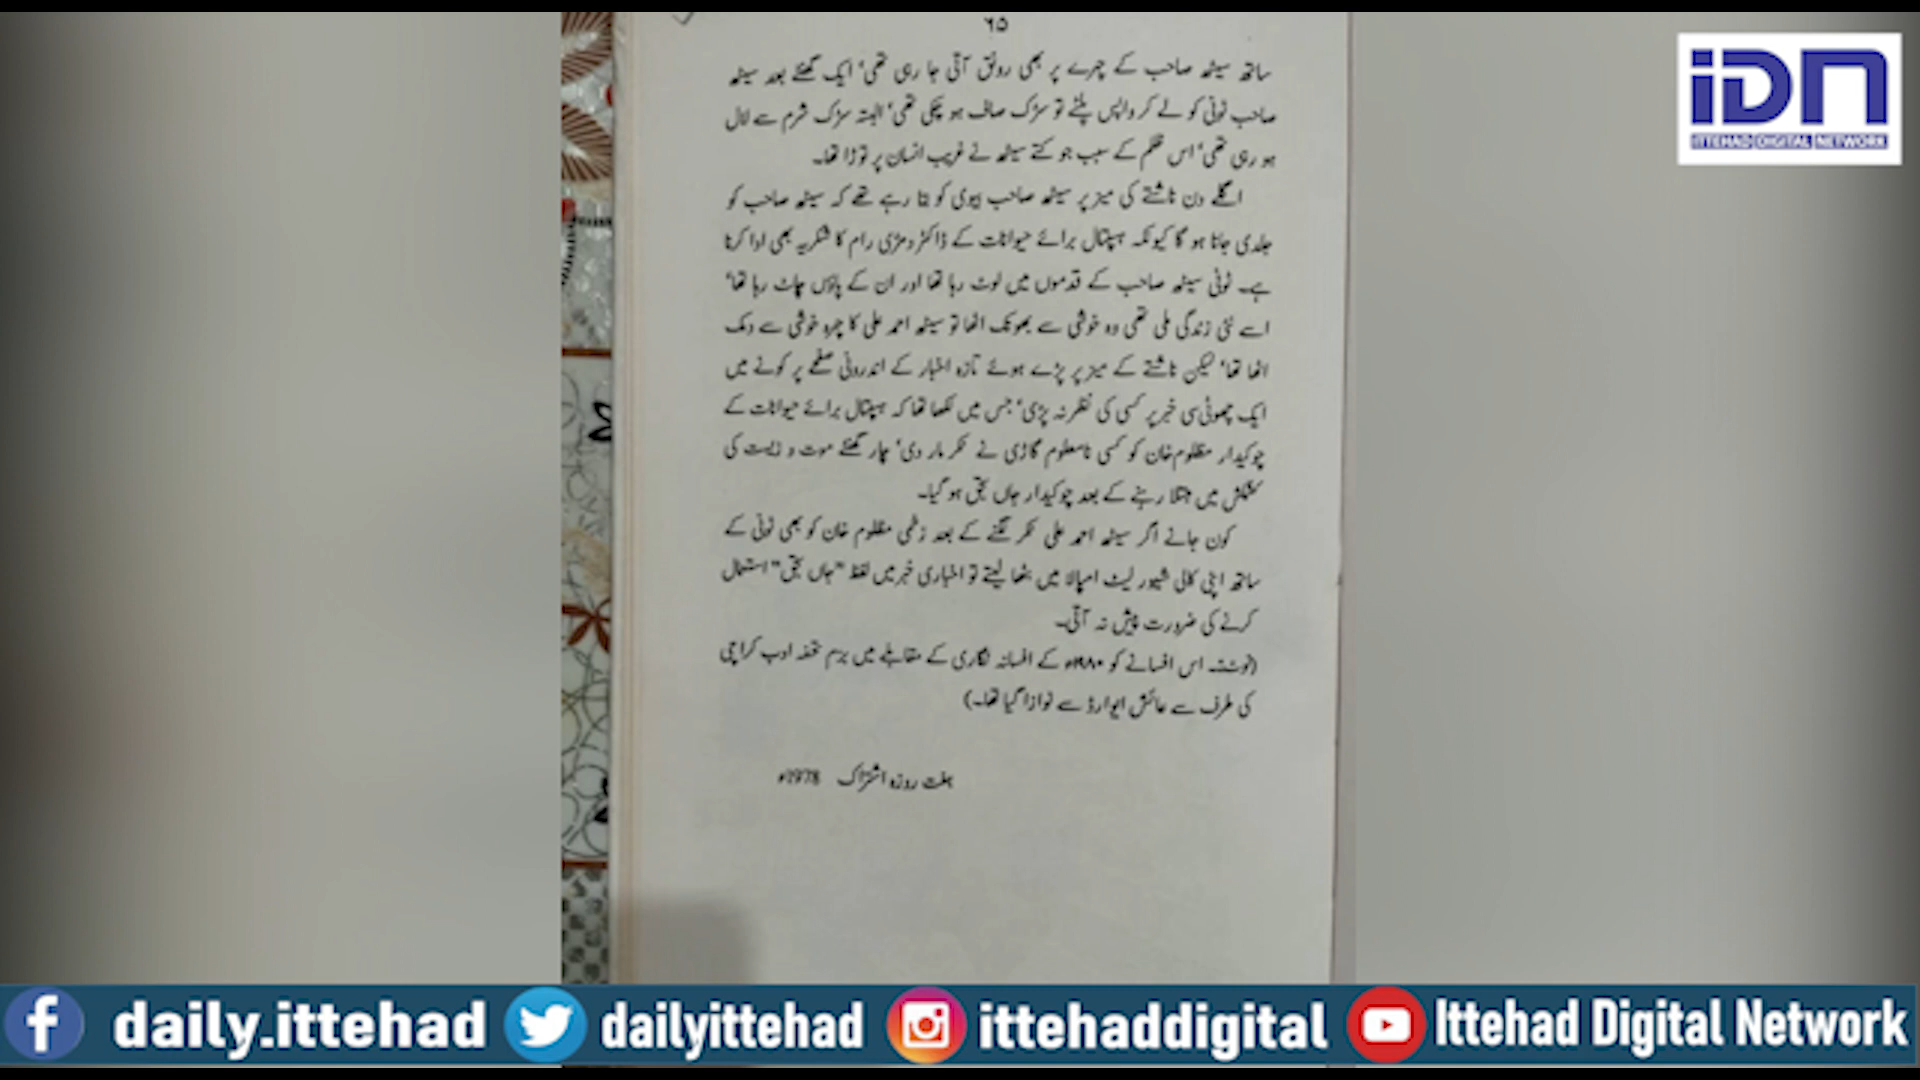 ۶۵
ساتھ سیٹھ صاحب کے چہرے پر بھی رونق آتی جا رہی تھی‘ ایک گھنٹے بعد سیٹھ
صاحب ٹونی کو لے کر واپس پلٹے تو سڑک صاف ہو چکی تھی‘ البتہ سڑک شرم سے لال
ہو رہی تھی‘ اس ظلم کے سبب جو کتے سیٹھ نے غریب انسان پر توڑا تھا۔
اگلے دن ناشتے کی میز پر سیٹھ صاحب بیوی کو بتا رہے تھے کہ سیٹھ صاحب کو
جلدی جانا ہو گا کیونکہ ہسپتال برائے حیوانات کے ڈاکٹر دمڑی رام کا شکریہ بھی ادا کرنا
ہے۔ ٹونی سیٹھ صاحب کے قدموں میں لوٹ رہا تھا اور ان کے پاؤں چاٹ رہا تھا‘
اسے نئی زندگی ملی تھی وہ خوشی سے بھونک اٹھا تو سیٹھ احمد علی کا چہرہ خوشی سے دمک
اٹھا تھا‘ لیکن ناشتے کے میز پر پڑے ہوئے تازہ اخبار کے اندرونی صفحے پر کونے میں
ایک چھوٹی سی خبر پر کسی کی نظر نہ پڑی‘ جس میں لکھا تھا کہ ہسپتال برائے حیوانات کے
چوکیدار مظلوم خان کو کسی نامعلوم گاڑی نے ٹکر مار دی‘ چار گھنٹے موت و زیست کی
کشمکش میں مبتلا رہنے کے بعد چوکیدار جاں بحق ہو گیا۔
کون جانے اگر سیٹھ احمد علی ٹکر لگنے کے بعد زخمی مظلوم خان کو بھی ٹونی کے
ساتھ اپنی کالی شیورلیٹ امپالا میں بٹھا لیتے تو اخباری خبر میں لفظ "جاں بحق" استعمال
کرنے کی ضرورت پیش نہ آتی۔
(نوٹ:۔ اس افسانے کو ۱۹۸۰ء کے افسانہ نگاری کے مقابلے میں بزم تحفہ ادب کراچی
کی طرف سے عائش ایوارڈ سے نوازا گیا تھا۔)
ہفت روزہ اشتراک 1978ء
iDN
ITTEHAD DIGITAL NETWORK
daily.ittehad dailyittehad ittehaddigital Ittehad Digital Network